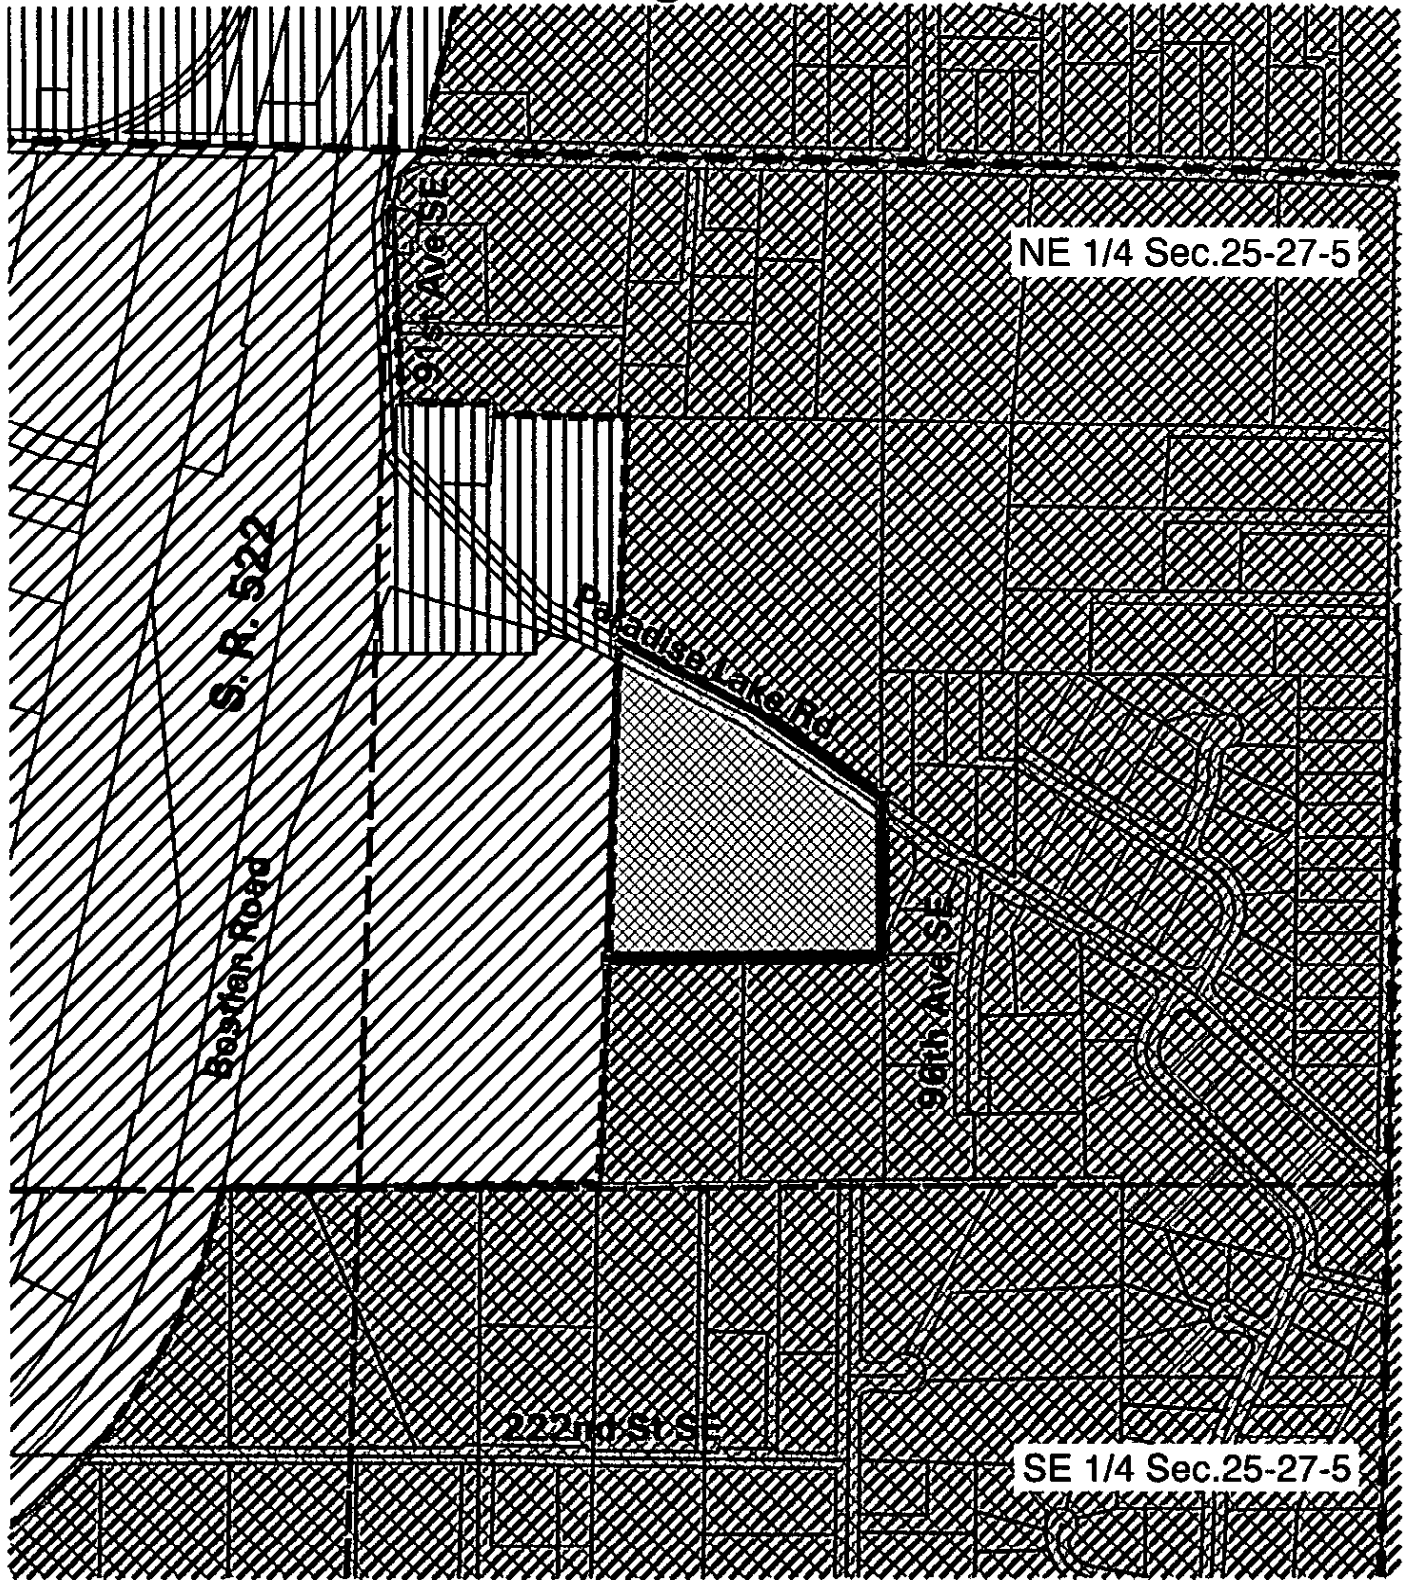 NE 1/4 Sec.25-27-5
91st Ave SE
S. R. 522
Paradise Lake Rd
Bostian Road
96th Ave SE
222nd St SE
SE 1/4 Sec.25-27-5